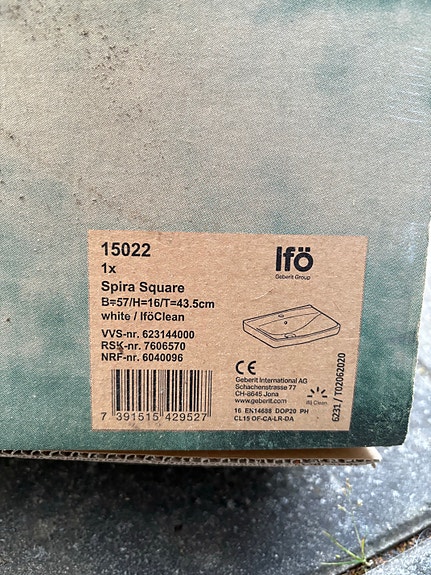 15022
1x
Spira Square
B=57/H=16/T=43.5cm
white / IföClean
VVS-nr. 623144000
RSK-nr. 7606570
NRF-nr. 6040096
7 391515 429527
Ifö
Geberit Group
CE
Geberit International AG
Schachenstrasse 77
CH-8645 Jona
www.geberit.com
Ifö Clean
16 EN14688 DOP20 PH
CL15 OF-CA-LR-DA
6231 / T02062020